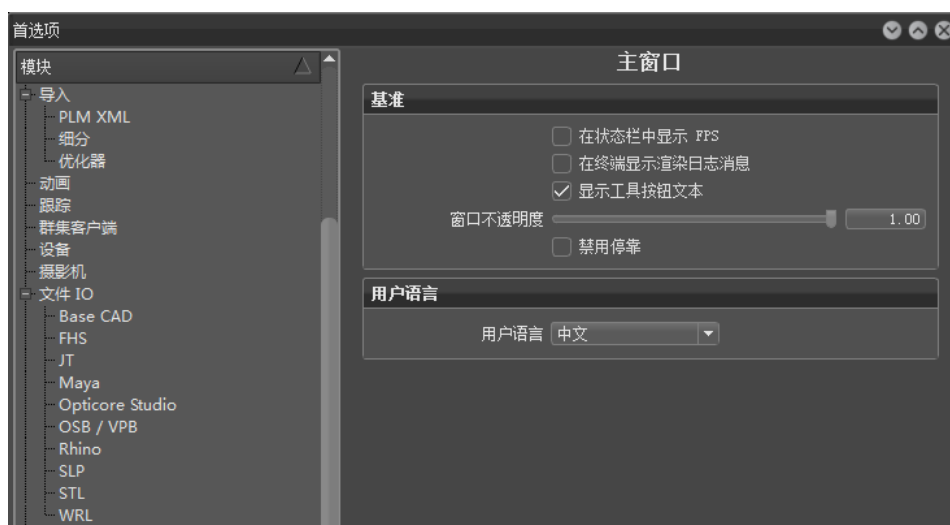 首选项
模块
导入
PLM XML
细分
优化器
动画
跟踪
群集客户端
设备
摄影机
文件 IO
Base CAD
FHS
JT
Maya
Opticore Studio
OSB / VPB
Rhino
SLP
STL
WRL
主窗口
基准
在状态栏中显示 FPS
在终端显示渲染日志消息
显示工具按钮文本
窗口不透明度 1.00
禁用停靠
用户语言
用户语言 中文